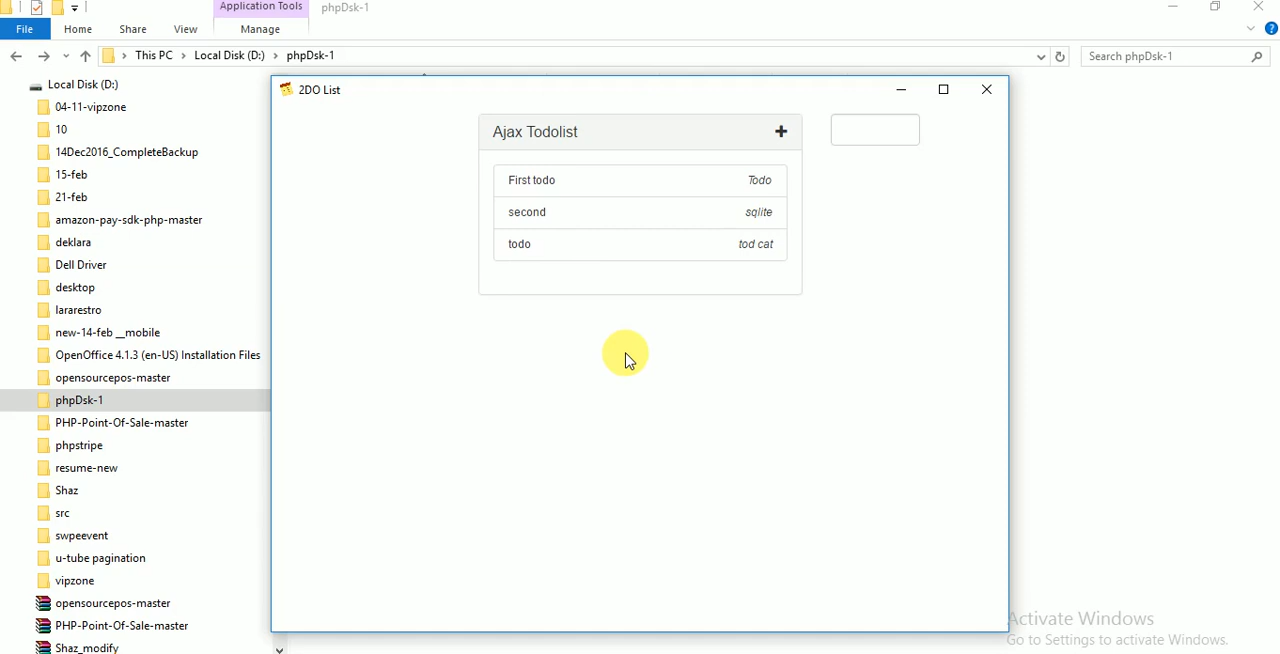 Application Tools phpDsk-1
File Home Share View Manage
This PC Local Disk (D:) phpDsk-1 Search phpDsk-1
Local Disk (D:)
04-11-vipzone
10
14Dec2016_CompleteBackup
15-feb
21-feb
amazon-pay-sdk-php-master
deklara
Dell Driver
desktop
lararestro
new-14-feb __mobile
OpenOffice 4.1.3 (en-US) Installation Files
opensourcepos-master
phpDsk-1
PHP-Point-Of-Sale-master
phpstripe
resume-new
Shaz
src
swpeevent
u-tube pagination
vipzone
opensourcepos-master
PHP-Point-Of-Sale-master
Shaz_modify
2DO List
Ajax Todolist
First todo Todo
second sqlite
todo tod cat
Activate Windows
Go to Settings to activate Windows.